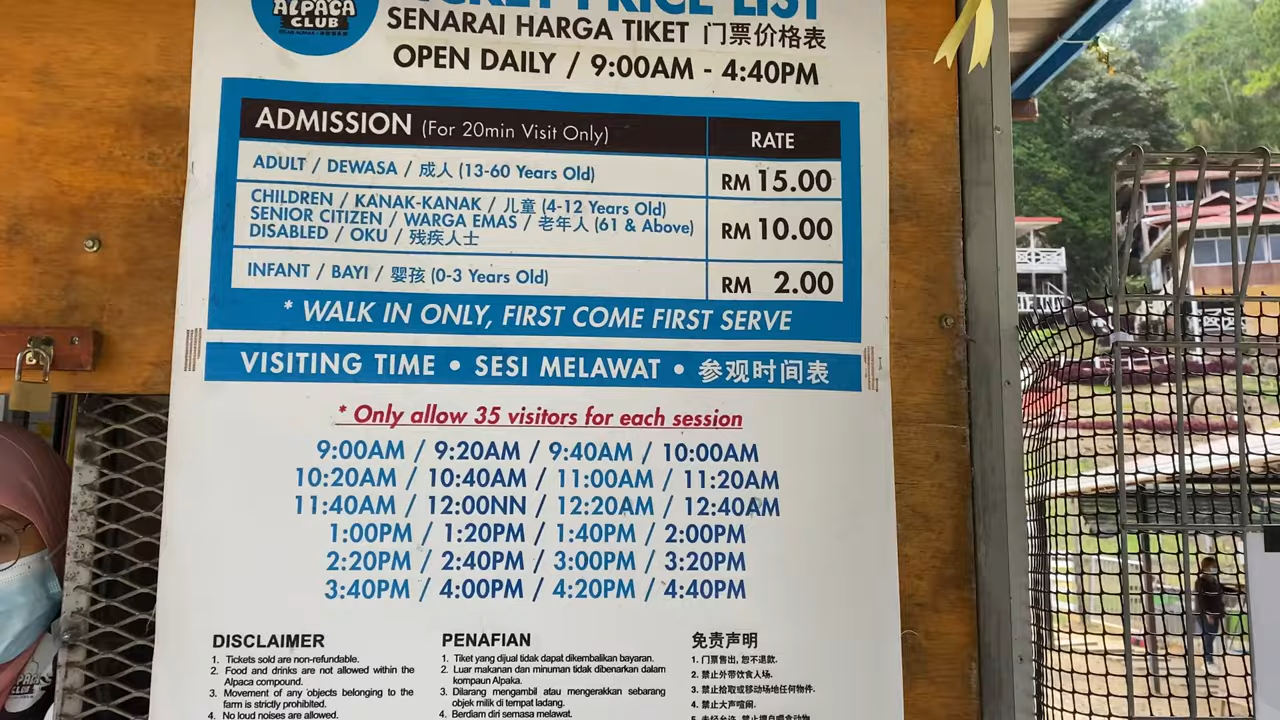 ALPACA
CLUB
TICKET PRICE LIST
SENARAI HARGA TIKET 门票价格表
OPEN DAILY / 9:00AM - 4:40PM
ADMISSION (For 20min Visit Only)
RATE
ADULT / DEWASA / 成人 (13-60 Years Old)
RM 15.00
CHILDREN / KANAK-KANAK / 儿童 (4-12 Years Old)
SENIOR CITIZEN / WARGA EMAS / 老年人 (61 & Above)
DISABLED / OKU / 残疾人士
RM 10.00
INFANT / BAYI / 婴孩 (0-3 Years Old)
RM 2.00
* WALK IN ONLY, FIRST COME FIRST SERVE
VISITING TIME • SESI MELAWAT • 参观时间表
* Only allow 35 visitors for each session
9:00AM / 9:20AM / 9:40AM / 10:00AM
10:20AM / 10:40AM / 11:00AM / 11:20AM
11:40AM / 12:00NN / 12:20AM / 12:40AM
1:00PM / 1:20PM / 1:40PM / 2:00PM
2:20PM / 2:40PM / 3:00PM / 3:20PM
3:40PM / 4:00PM / 4:20PM / 4:40PM
DISCLAIMER
1. Tickets sold are non-refundable.
2. Food and drinks are not allowed within the
Alpaca compound.
3. Movement of any objects belonging to the
farm is strictly prohibited.
4. No loud noises are allowed.
PENAFIAN
1. Tiket yang dijual tidak dapat dikembalikan bayaran.
2. Luar makanan dan minuman tidak dibenarkan dalam
kompaun Alpaka.
3. Dilarang mengambil atau mengerakkan sebarang
objek milik di tempat ladang.
4. Berdiam diri semasa melawat.
免责声明
1. 门票售出, 恕不退款.
2. 禁止外带饮食入场.
3. 禁止拾取或移动场地任何物件.
4. 禁止大声喧闹.
ALPACA
CLUB